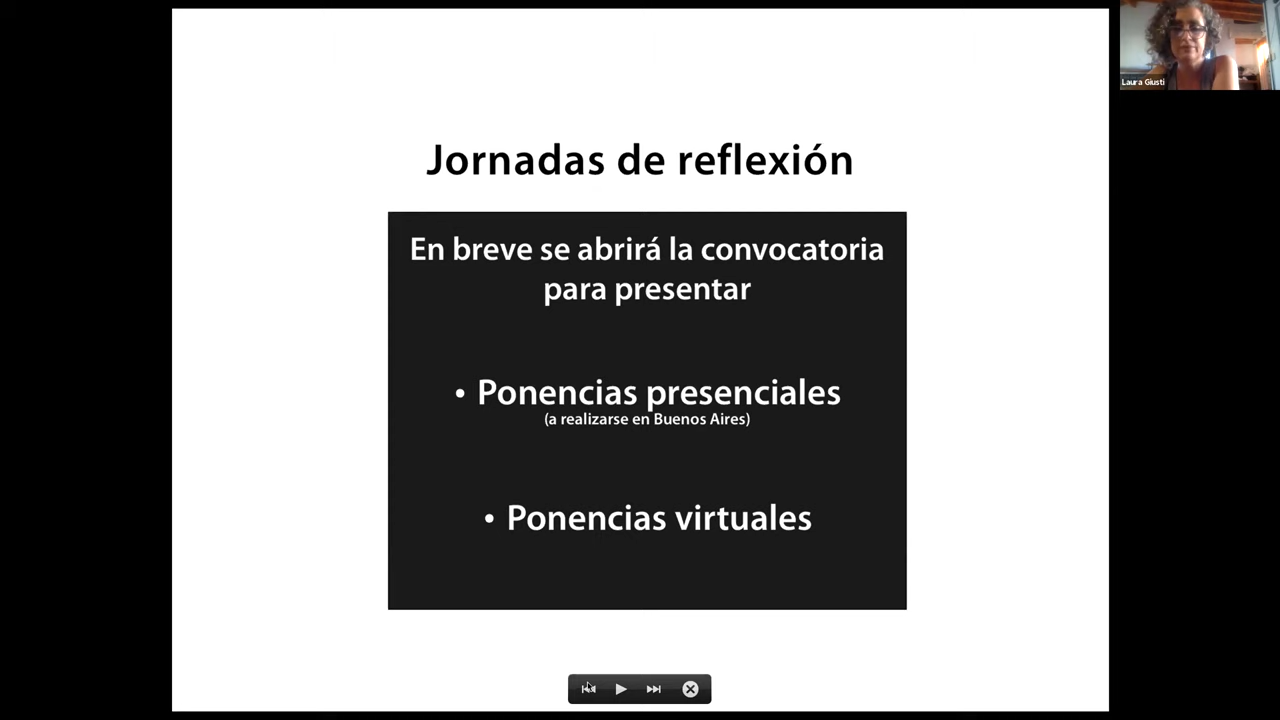 Jornadas de reflexión
En breve se abrirá la convocatoria
para presentar
• Ponencias presenciales
(a realizarse en Buenos Aires)
• Ponencias virtuales
Laura Giusti